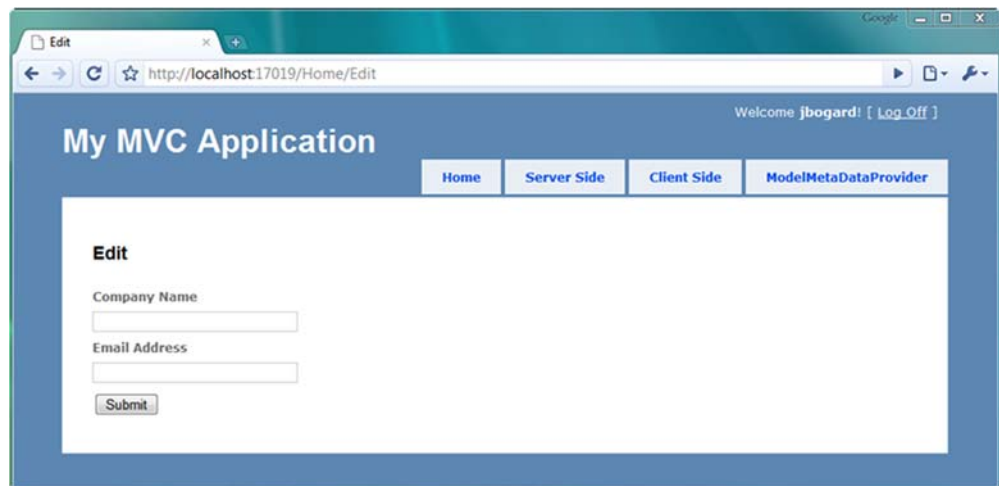 Google
Edit
http://localhost:17019/Home/Edit
Welcome jbogard! [ Log Off ]
My MVC Application
Home Server Side Client Side ModelMetaDataProvider
Edit
Company Name
Email Address
Submit